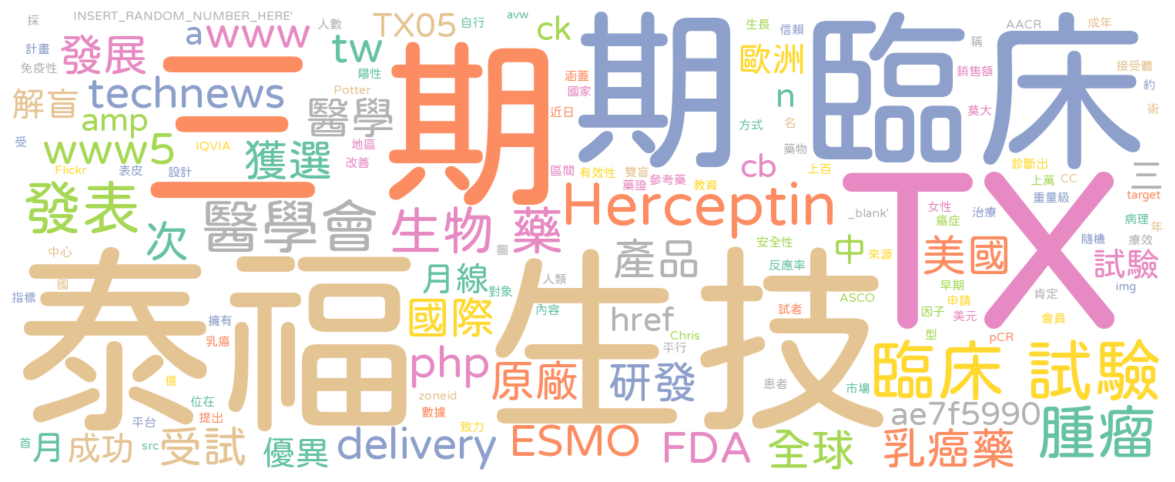 採 INSERT_RANDOM_NUMBER_HERE' 人數 TX05 自行 avw 生長 信賴 AACR 成年
計畫 發展 awww tw 陽性 ck 稱 接受體
免疫性 三 期 期 臨床 涵蓋 國家 歐洲 銷售額 約
解盲 technews Potter 近日 n 莫大 術
amp 醫學 方式 名
受 www5 IQVIA 地區 改善 獲選 藥物 cb 上百 診斷出 三
Flickr 表皮 設計 區間 有效性 雙盲 藥證 參考藥 教育 上萬 CC target
發表 一 Herceptin TX 重量級
次 醫學會 生物 藥 _blank' 女性 癌症 治療 病理 年
中心 圖 產品 安全性 中 來源 美國 隨機 療效
國 月線 對象 人類 反應率 試驗 img
指標 泰福生技 擁有 國際 內容 href 試者 ASCO 早期 申請 肯定
乳癌 Chris 平行 因子 美元 會員
php 型 pCR
億 原廠 研發 患者 市場 臨床 試驗
位在 zoneid 數據 ae7f5990
平台 提出 致力 腫瘤
首 月 成功 src 受試 優異 delivery ESMO FDA 全球 乳癌藥